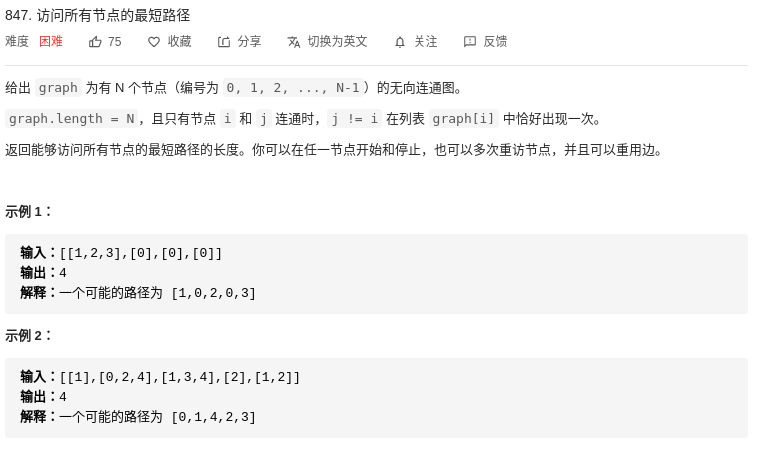 847. 访问所有节点的最短路径
难度 困难 75 收藏 分享 切换为英文 关注 反馈
给出 graph 为有 N 个节点（编号为 0, 1, 2, ..., N-1 ）的无向连通图。
graph.length = N，且只有节点 i 和 j 连通时，j != i 在列表 graph[i] 中恰好出现一次。
返回能够访问所有节点的最短路径的长度。你可以在任一节点开始和停止，也可以多次重访节点，并且可以重用边。
示例 1：
输入：[[1,2,3],[0],[0],[0]]
输出：4
解释：一个可能的路径为 [1,0,2,0,3]
示例 2：
输入：[[1],[0,2,4],[1,3,4],[2],[1,2]]
输出：4
解释：一个可能的路径为 [0,1,4,2,3]